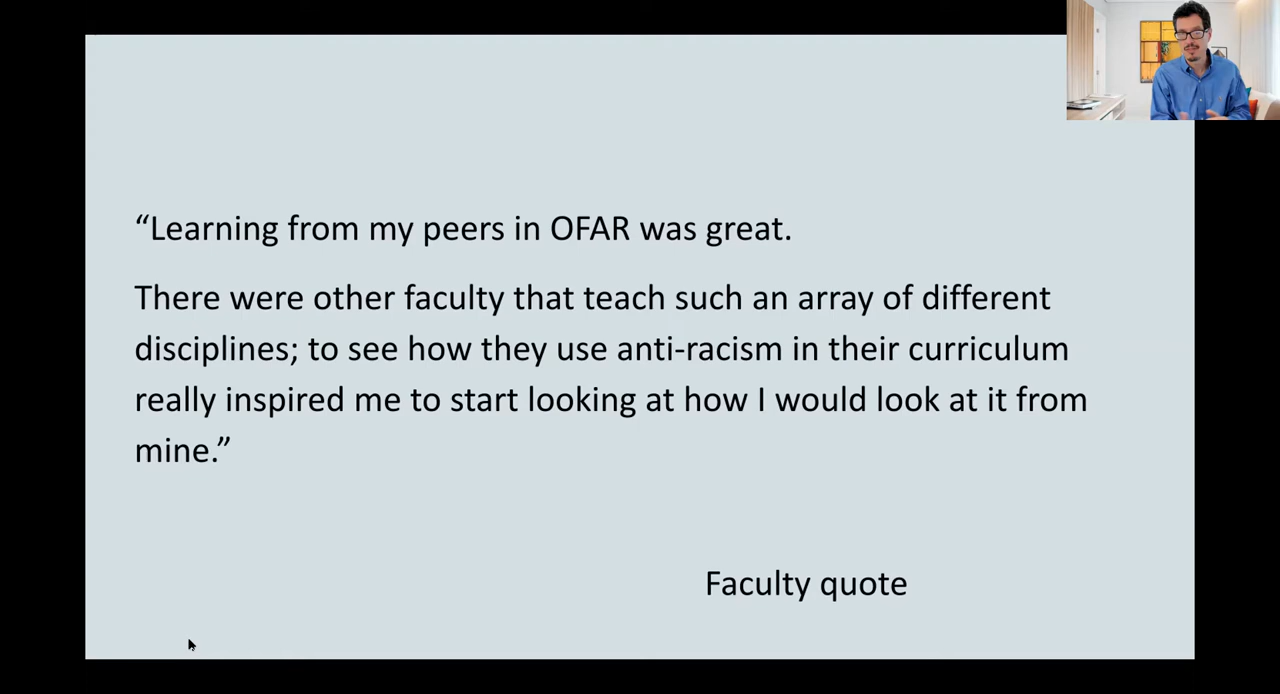 “Learning from my peers in OFAR was great.
There were other faculty that teach such an array of different
disciplines; to see how they use anti-racism in their curriculum
really inspired me to start looking at how I would look at it from
mine.”
Faculty quote